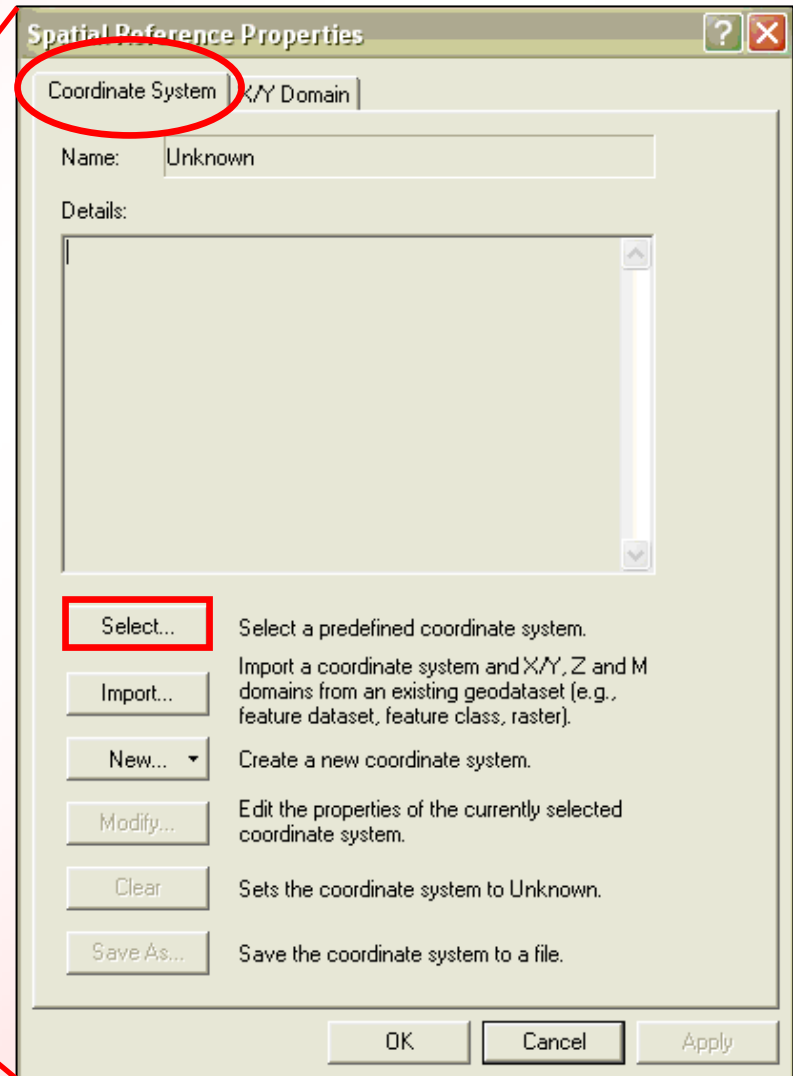 Spatial Reference Properties
?
Coordinate System
X/Y Domain
Name:
Unknown
Details:
Select...
Select a predefined coordinate system.
Import...
Import a coordinate system and X/Y, Z and M
domains from an existing geodataset (e.g.,
feature dataset, feature class, raster).
New...
Create a new coordinate system.
Modify...
Edit the properties of the currently selected
coordinate system.
Clear
Sets the coordinate system to Unknown.
Save As...
Save the coordinate system to a file.
OK
Cancel
Apply